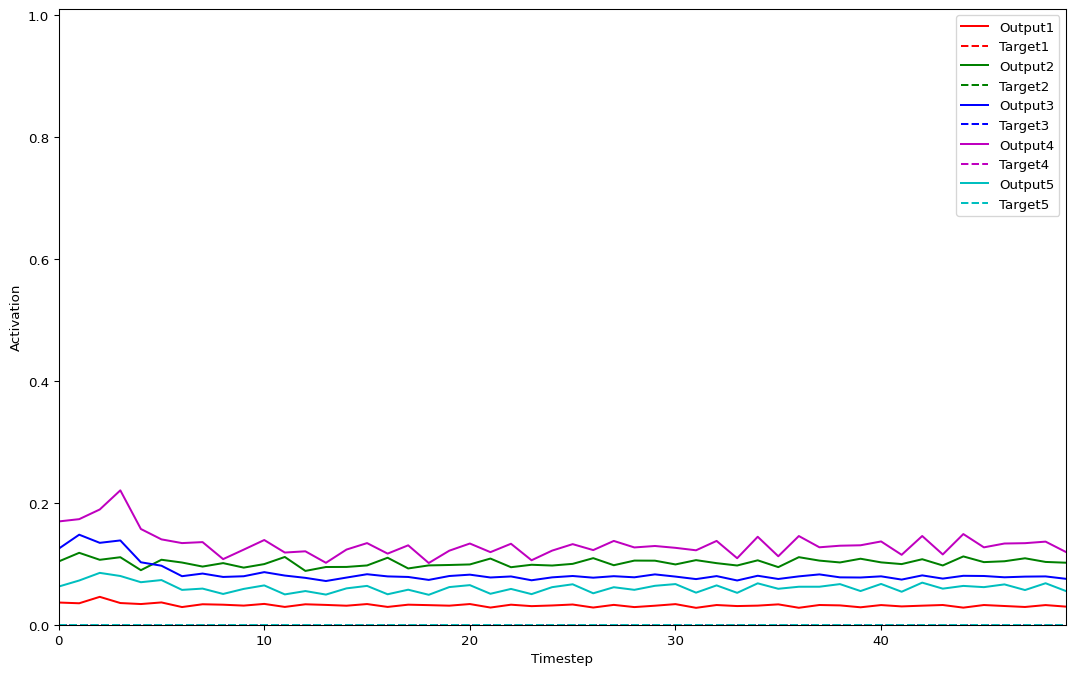 1.0
0.8
0.6
0.4
0.2
0.0
Activation
0
10
20
30
40
Timestep
Output1
Target1
Output2
Target2
Output3
Target3
Output4
Target4
Output5
Target5